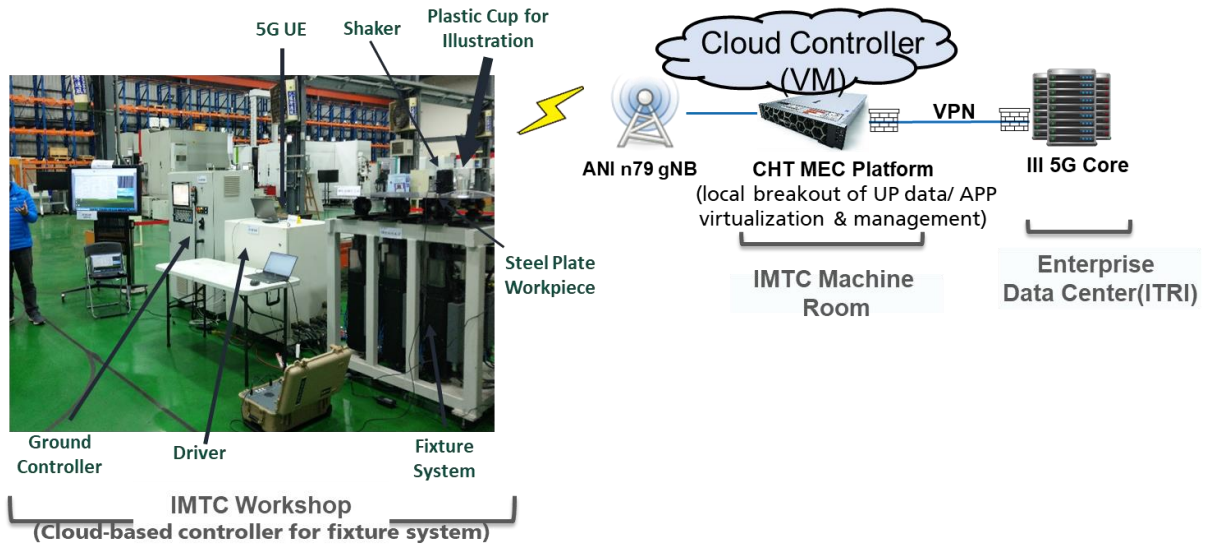 5G UE
Shaker
Plastic Cup for
Illustration
Cloud Controller
(VM)
VPN
ANI n79 gNB
CHT MEC Platform
(local breakout of UP data/ APP
virtualization & management)
III 5G Core
Steel Plate
Workpiece
IMTC Machine
Room
Enterprise
Data Center(ITRI)
Ground
Controller
Driver
Fixture
System
IMTC Workshop
(Cloud-based controller for fixture system)